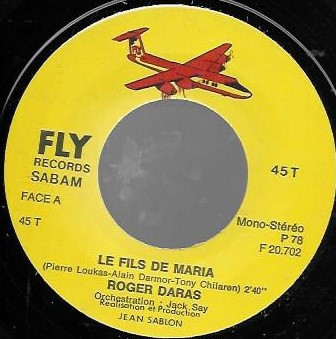 FLY
RECORDS
SABAM
45 T
FACE A
45 T
Mono-Stéréo
P 78
F 20.702
LE FILS DE MARIA
(Pierre Loukas-Alain Darmor-Tony Chilaren) 2'40"
ROGER DARAS
Orchestration - Jack Say
Réalisation et Production
JEAN SABLON